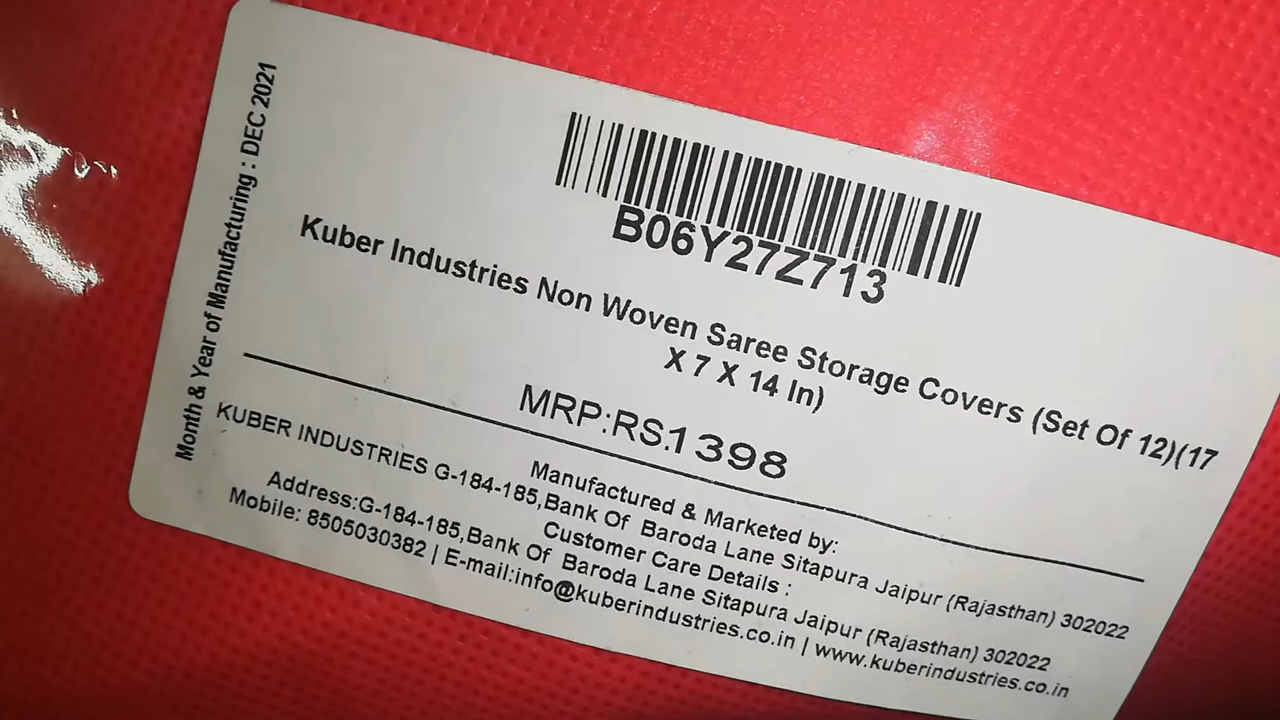 B06Y27Z713
Kuber Industries Non Woven Saree Storage Covers (Set Of 12)(17
X 7 X 14 In)
MRP:RS.1398
Manufactured & Marketed by:
KUBER INDUSTRIES G-184-185,Bank Of Baroda Lane Sitapura Jaipur (Rajasthan) 302022
Customer Care Details :
Address:G-184-185,Bank Of Baroda Lane Sitapura Jaipur (Rajasthan) 302022
Mobile: 8505030382 | E-mail:info@kuberindustries.co.in | www.kuberindustries.co.in
Month & Year of Manufacturing : DEC 2021